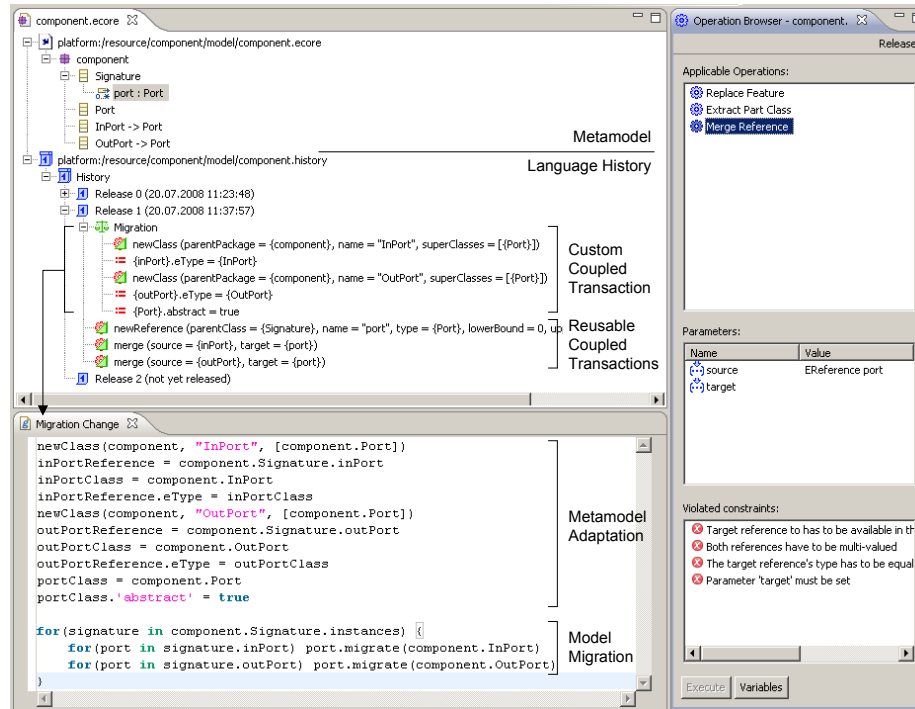 component.ecore
platform:/resource/component/model/component.ecore
component
Signature
port : Port
Port
InPort -> Port
OutPort -> Port
Metamodel
Language History
platform:/resource/component/model/component.history
History
Release 0 (20.07.2008 11:23:48)
Release 1 (20.07.2008 11:37:57)
Migration
newClass (parentPackage = {component}, name = "InPort", superClasses = [{Port}])
{inPort}.eType = {InPort}
newClass (parentPackage = {component}, name = "OutPort", superClasses = [{Port}])
{outPort}.eType = {OutPort}
{Port}.abstract = true
Custom
Coupled
Transaction
newReference (parentClass = {Signature}, name = "port", type = {Port}, lowerBound = 0, up
merge (source = {inPort}, target = {port})
merge (source = {outPort}, target = {port})
Reusable
Coupled
Transactions
Release 2 (not yet released)
Migration Change
newClass(component, "InPort", [component.Port])
inPortReference = component.Signature.inPort
inPortClass = component.InPort
inPortReference.eType = inPortClass
newClass(component, "OutPort", [component.Port])
outPortReference = component.Signature.outPort
outPortClass = component.OutPort
outPortReference.eType = outPortClass
portClass = component.Port
portClass.'abstract' = true
Metamodel
Adaptation
for(signature in component.Signature.instances) {
for(port in signature.inPort) port.migrate(component.InPort)
for(port in signature.outPort) port.migrate(component.OutPort)
}
Model
Migration
Operation Browser - component.
Release
Applicable Operations:
Replace Feature
Extract Part Class
Merge Reference
Parameters:
Name Value
source EReference port
target
Violated constraints:
Target reference to has to be available in th
Both references have to be multi-valued
The target reference's type has to be equal
Parameter 'target' must be set
Execute Variables